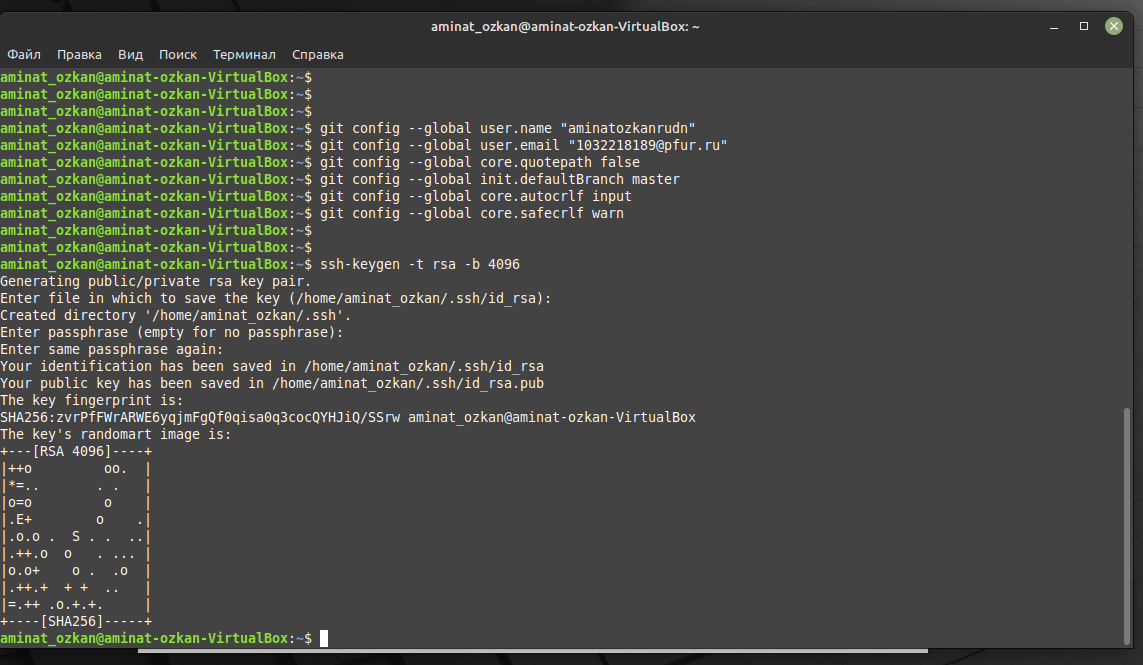 aminat_ozkan@aminat-ozkan-VirtualBox: ~
Файл Правка Вид Поиск Терминал Справка
aminat_ozkan@aminat-ozkan-VirtualBox:~$
aminat_ozkan@aminat-ozkan-VirtualBox:~$
aminat_ozkan@aminat-ozkan-VirtualBox:~$
aminat_ozkan@aminat-ozkan-VirtualBox:~$ git config --global user.name "aminatozkanrudn"
aminat_ozkan@aminat-ozkan-VirtualBox:~$ git config --global user.email "1032218189@pfur.ru"
aminat_ozkan@aminat-ozkan-VirtualBox:~$ git config --global core.quotepath false
aminat_ozkan@aminat-ozkan-VirtualBox:~$ git config --global init.defaultBranch master
aminat_ozkan@aminat-ozkan-VirtualBox:~$ git config --global core.autocrlf input
aminat_ozkan@aminat-ozkan-VirtualBox:~$ git config --global core.safecrlf warn
aminat_ozkan@aminat-ozkan-VirtualBox:~$
aminat_ozkan@aminat-ozkan-VirtualBox:~$
aminat_ozkan@aminat-ozkan-VirtualBox:~$ ssh-keygen -t rsa -b 4096
Generating public/private rsa key pair.
Enter file in which to save the key (/home/aminat_ozkan/.ssh/id_rsa):
Created directory '/home/aminat_ozkan/.ssh'.
Enter passphrase (empty for no passphrase):
Enter same passphrase again:
Your identification has been saved in /home/aminat_ozkan/.ssh/id_rsa
Your public key has been saved in /home/aminat_ozkan/.ssh/id_rsa.pub
The key fingerprint is:
SHA256:zvrPfFWrARWE6yqjmFgQf0qisa0q3cocQYHJiQ/SSrw aminat_ozkan@aminat-ozkan-VirtualBox
The key's randomart image is:
+---[RSA 4096]----+
|++o         oo.  |
|*=..       . .   |
|o=o         o    |
|.E+        o    .|
|.o.o .  S . .  ..|
|.++.o  o   . ... |
|o.o+    o .  .o  |
|.++.+  + +  ..   |
|=.++ .o.+.+.     |
+----[SHA256]-----+
aminat_ozkan@aminat-ozkan-VirtualBox:~$